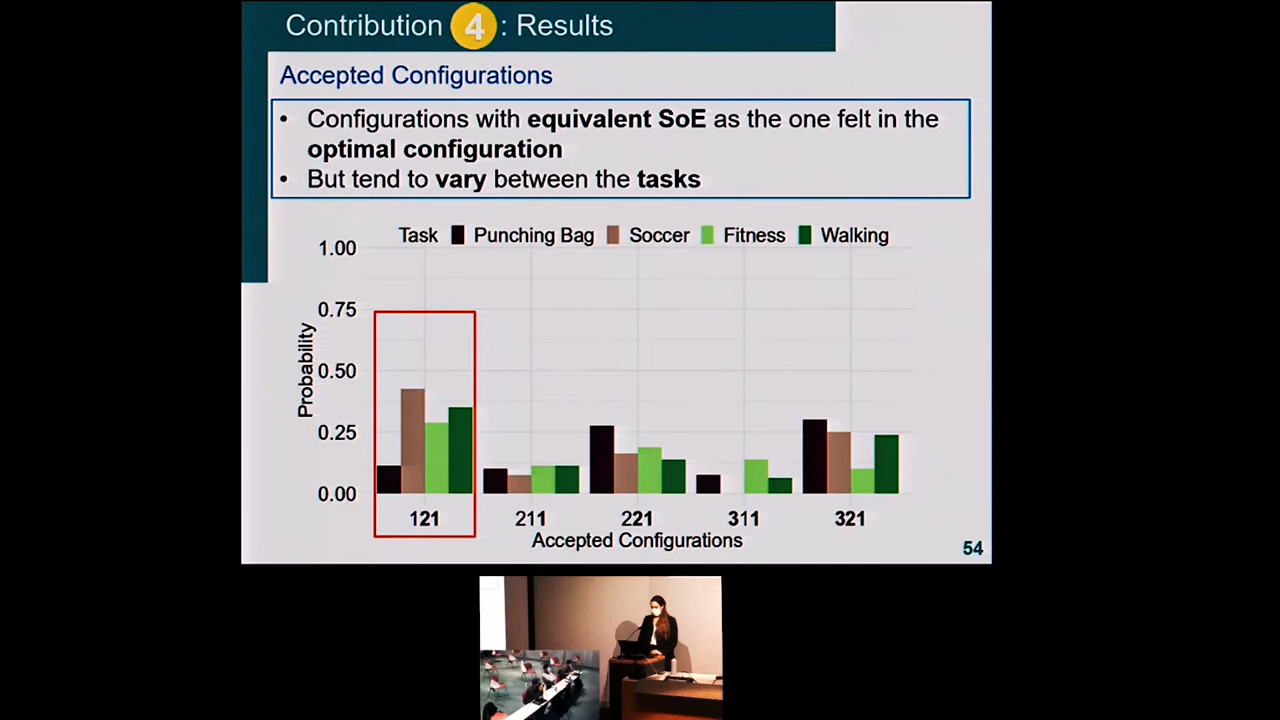 Contribution 4 : Results
Accepted Configurations
• Configurations with equivalent SoE as the one felt in the
optimal configuration
• But tend to vary between the tasks
Task Punching Bag Soccer Fitness Walking
1.00
0.75
0.50
0.25
0.00
Probability
121 211 221 311 321
Accepted Configurations
54